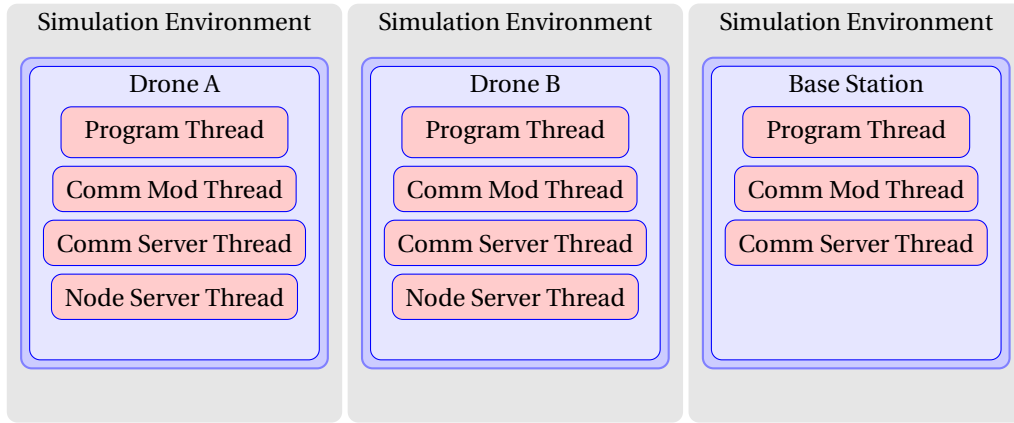 Simulation Environment
Drone A
Program Thread
Comm Mod Thread
Comm Server Thread
Node Server Thread
Simulation Environment
Drone B
Program Thread
Comm Mod Thread
Comm Server Thread
Node Server Thread
Simulation Environment
Base Station
Program Thread
Comm Mod Thread
Comm Server Thread